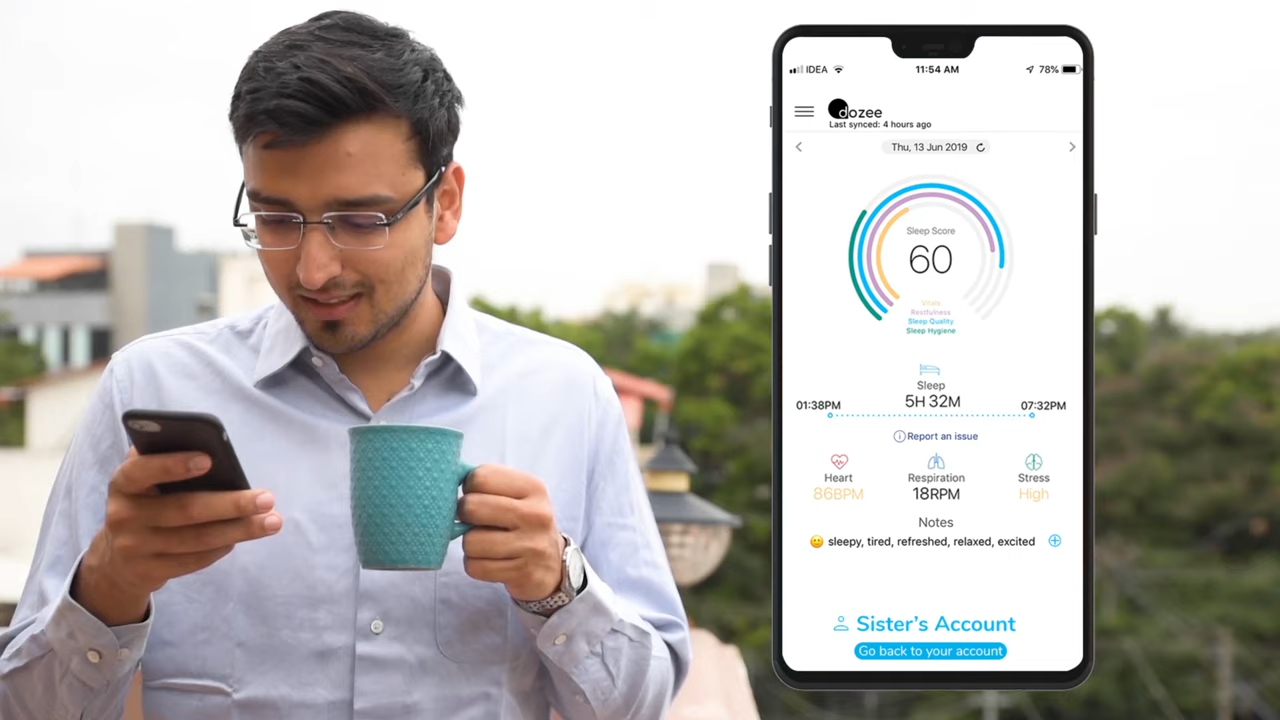 IDEA 11:54 AM 78%
dozee
Last synced: 4 hours ago
Thu, 13 Jun 2019
Sleep Score
60
Vitals
Restfulness
Sleep Quality
Sleep Hygiene
Sleep
01:38PM 5H 32M 07:32PM
Report an issue
Heart Respiration Stress
86BPM 18RPM High
Notes
sleepy, tired, refreshed, relaxed, excited
Sister's Account
Go back to your account